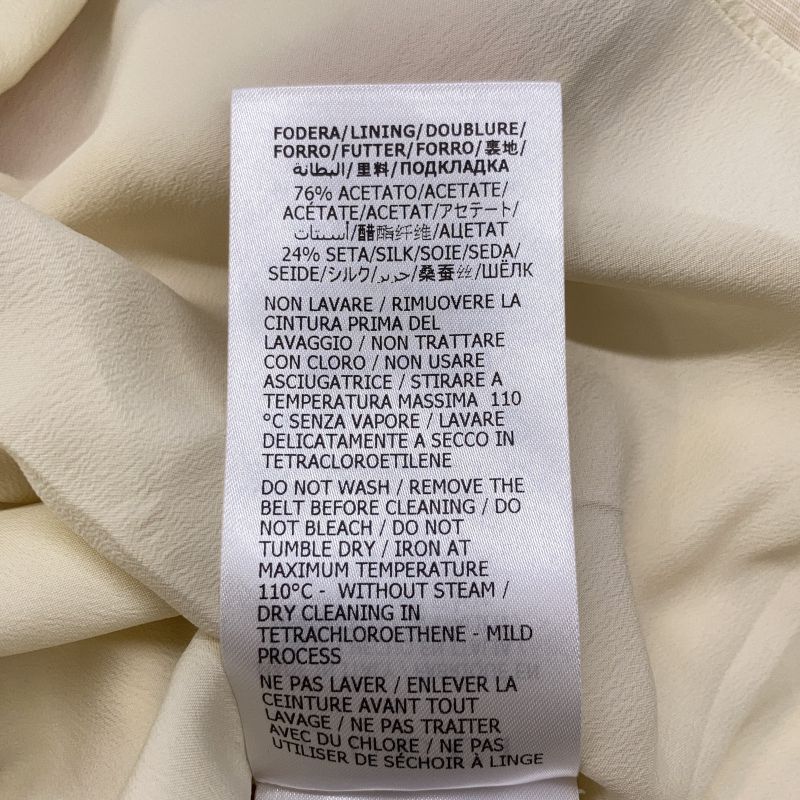 FODERA/LINING/DOUBLURE/
FORRO/FUTTER/FORRO/裏地/
البطانة/里料/ПОДКЛАДКА
76% ACETATO/ACETATE/
ACÉTATE/ACETAT/アセテート/
أسيتات/醋酯纤维/АЦЕТАТ
24% SETA/SILK/SOIE/SEDA/
SEIDE/シルク/حرير/桑蚕丝/ШЁЛК
NON LAVARE / RIMUOVERE LA
CINTURA PRIMA DEL
LAVAGGIO / NON TRATTARE
CON CLORO / NON USARE
ASCIUGATRICE / STIRARE A
TEMPERATURA MASSIMA 110
°C SENZA VAPORE / LAVARE
DELICATAMENTE A SECCO IN
TETRACLOROETILENE
DO NOT WASH / REMOVE THE
BELT BEFORE CLEANING / DO
NOT BLEACH / DO NOT
TUMBLE DRY / IRON AT
MAXIMUM TEMPERATURE
110°C - WITHOUT STEAM /
DRY CLEANING IN
TETRACHLOROETHENE - MILD
PROCESS
NE PAS LAVER / ENLEVER LA
CEINTURE AVANT TOUT
LAVAGE / NE PAS TRAITER
AVEC DU CHLORE / NE PAS
UTILISER DE SÉCHOIR À LINGE